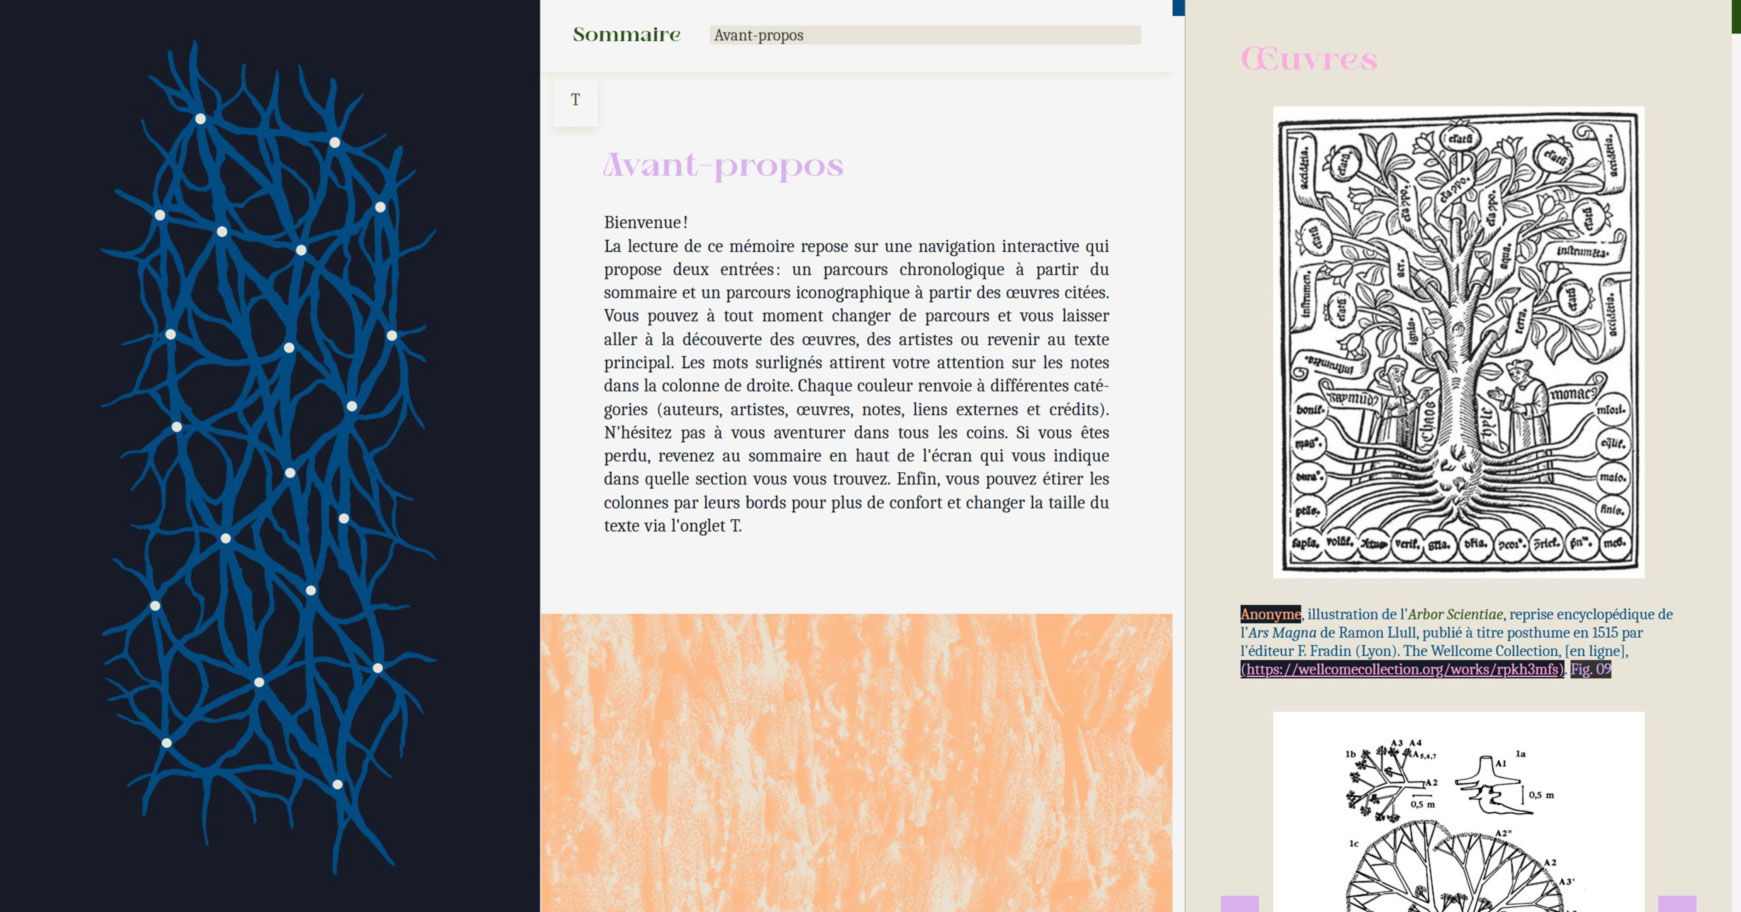 Sommaire
Avant-propos
T
Avant-propos
Bienvenue !
La lecture de ce mémoire repose sur une navigation interactive qui
propose deux entrées : un parcours chronologique à partir du
sommaire et un parcours iconographique à partir des œuvres citées.
Vous pouvez à tout moment changer de parcours et vous laisser
aller à la découverte des œuvres, des artistes ou revenir au texte
principal. Les mots surlignés attirent votre attention sur les notes
dans la colonne de droite. Chaque couleur renvoie à différentes caté-
gories (auteurs, artistes, œuvres, notes, liens externes et crédits).
N'hésitez pas à vous aventurer dans tous les coins. Si vous êtes
perdu, revenez au sommaire en haut de l'écran qui vous indique
dans quelle section vous vous trouvez. Enfin, vous pouvez étirer les
colonnes par leurs bords pour plus de confort et changer la taille du
texte via l'onglet T.
Œuvres
accidētia.
monac
bonit.
Chaos
Anonyme, illustration de l'Arbor Scientiae, reprise encyclopédique de
l'Ars Magna de Ramon Llull, publié à titre posthume en 1515 par
l'éditeur F. Fradin (Lyon). The Wellcome Collection, [en ligne],
(https://wellcomecollection.org/works/rpkh3mfs). Fig. 09
1b
A3 A4
A5,6,7
A2
0,5 m
1a
A1
0,5 m
1c
A2"
A2
A3'